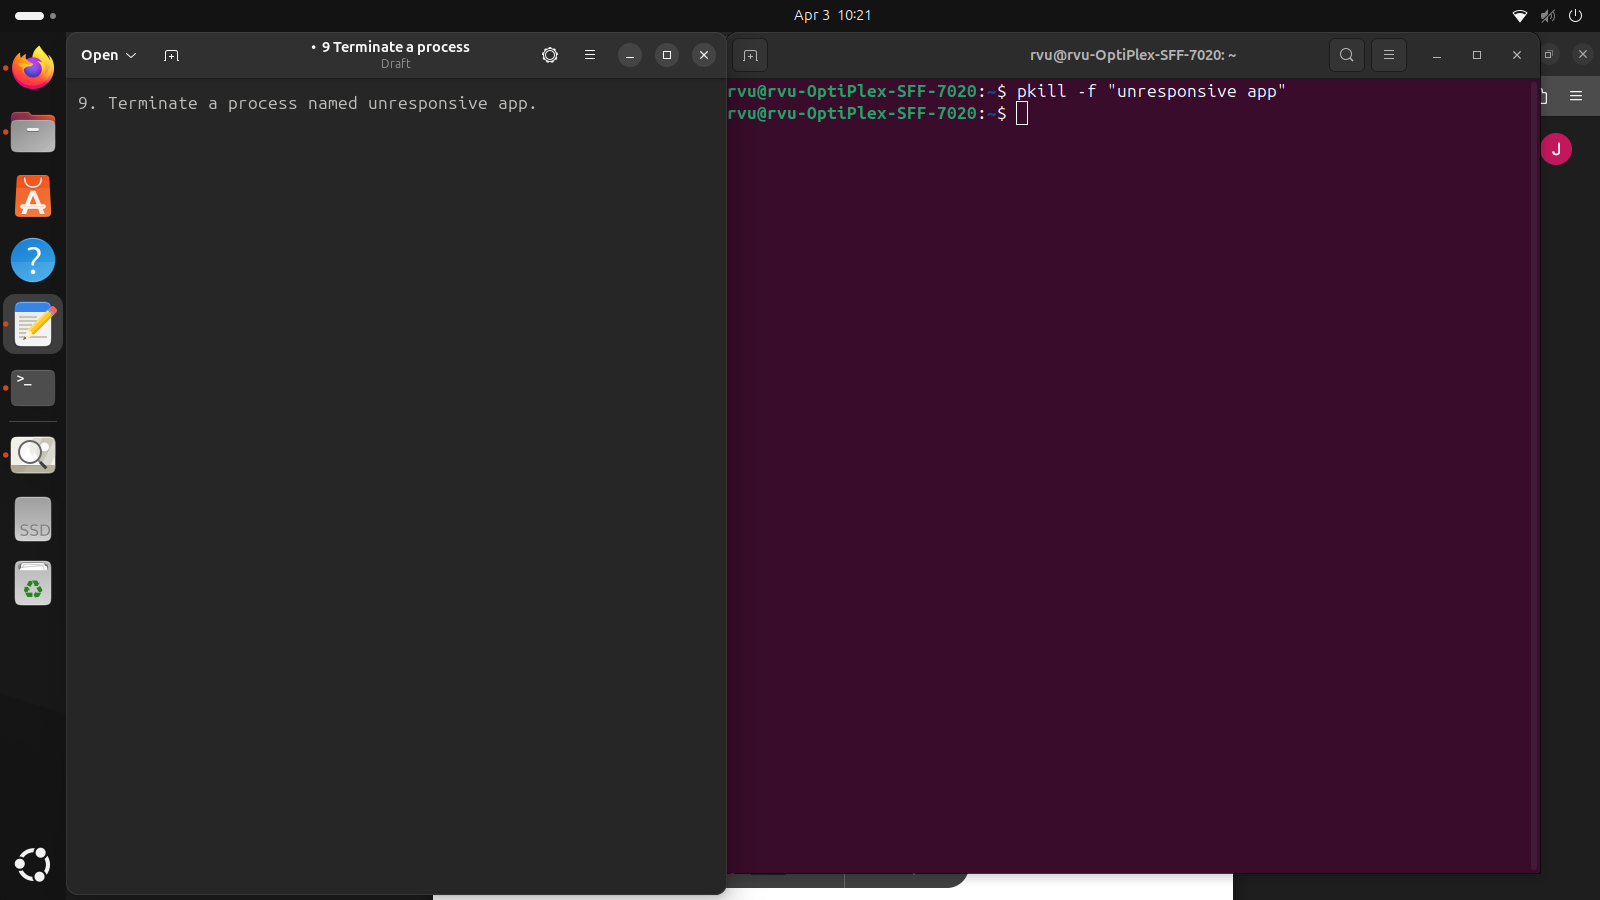 Apr 3 10:21
Open
• 9 Terminate a process
Draft
rvu@rvu-OptiPlex-SFF-7020: ~
9. Terminate a process named unresponsive app.
rvu@rvu-OptiPlex-SFF-7020:~$ pkill -f "unresponsive app"
rvu@rvu-OptiPlex-SFF-7020:~$
J
?
>_
SSD